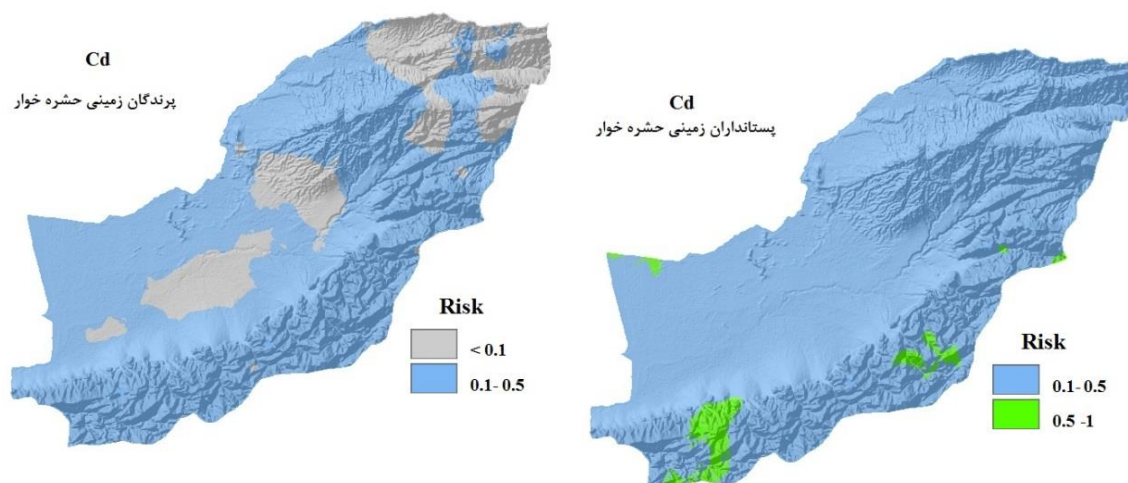 Cd
پرندگان زمینی حشره خوار
Risk
< 0.1
0.1- 0.5
Cd
پستانداران زمینی حشره خوار
Risk
0.1- 0.5
0.5 -1